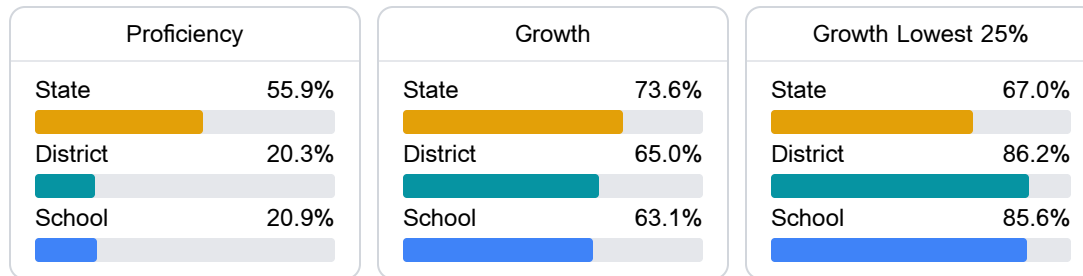 Proficiency
State 55.9%
District 20.3%
School 20.9%
Growth
State 73.6%
District 65.0%
School 63.1%
Growth Lowest 25%
State 67.0%
District 86.2%
School 85.6%